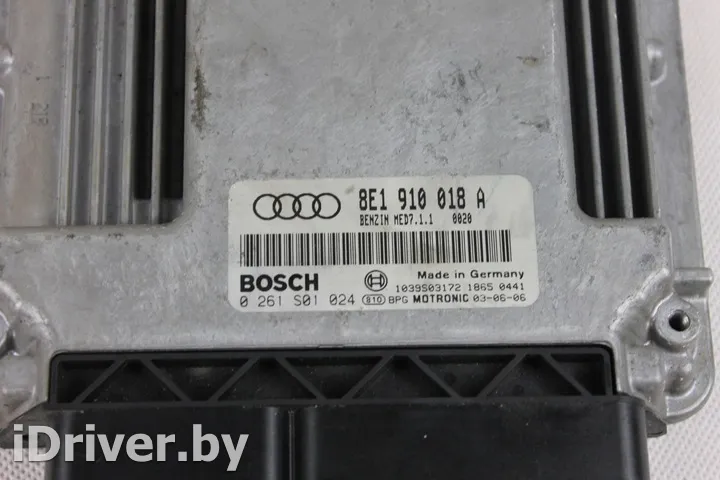 8E1 910 018 A
BENZIN MED7.1.1 0020
BOSCH
Made in Germany
1039S03172 1865 0441
0 261 S01 024 810 BPG MOTRONIC 03-06-06
iDriver.by